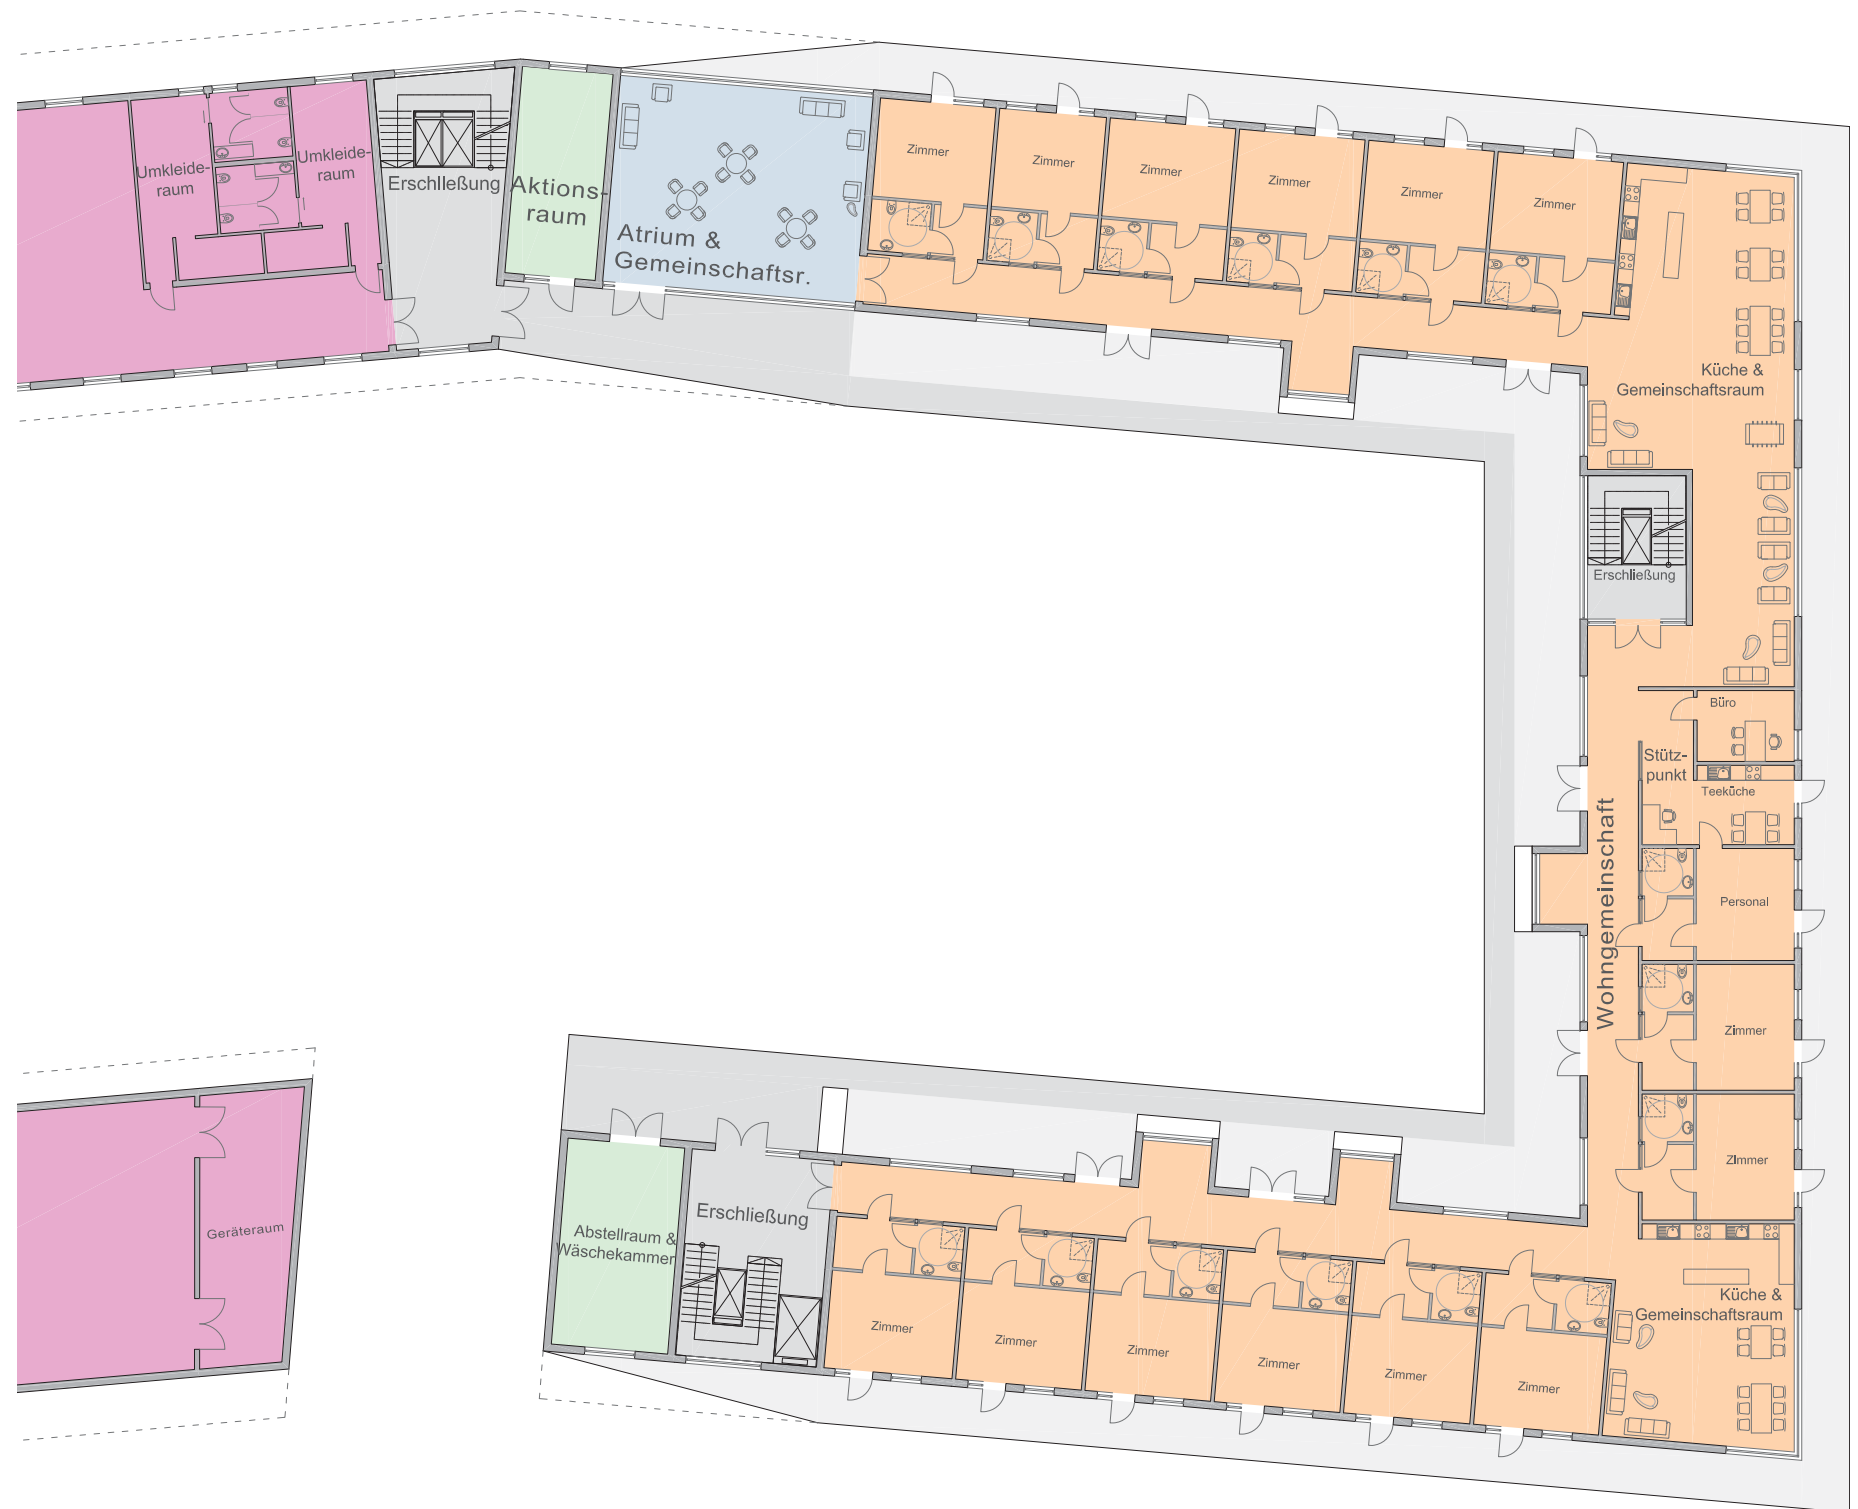 Umkleide-
raum
Umkleide-
raum
Erschließung
Aktions-
raum
Atrium &
Gemeinschaftsr.
Zimmer
Zimmer
Zimmer
Zimmer
Zimmer
Zimmer
Küche &
Gemeinschaftsraum
Erschließung
Büro
Stütz-
punkt
Teeküche
Wohngemeinschaft
Personal
Zimmer
Zimmer
Geräteraum
Abstellraum &
Wäschekammer
Erschließung
Zimmer
Zimmer
Zimmer
Zimmer
Zimmer
Zimmer
Küche &
Gemeinschaftsraum